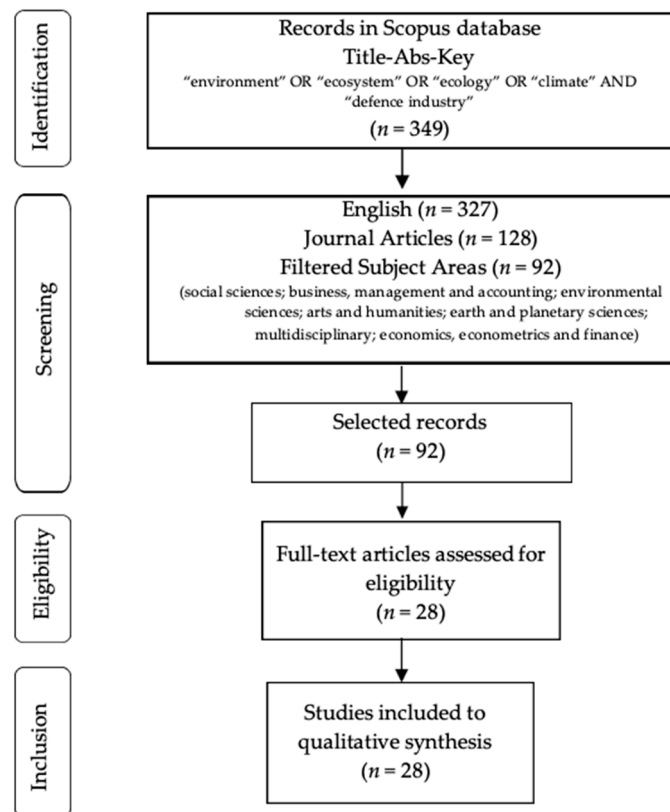 Identification
Records in Scopus database
Title-Abs-Key
“environment” OR “ecosystem” OR “ecology” OR “climate” AND
“defence industry”
(n = 349)
Screening
English (n = 327)
Journal Articles (n = 128)
Filtered Subject Areas (n = 92)
(social sciences; business, management and accounting; environmental
sciences; arts and humanities; earth and planetary sciences;
multidisciplinary; economics, econometrics and finance)
Selected records
(n = 92)
Eligibility
Full-text articles assessed for
eligibility
(n = 28)
Inclusion
Studies included to
qualitative synthesis
(n = 28)